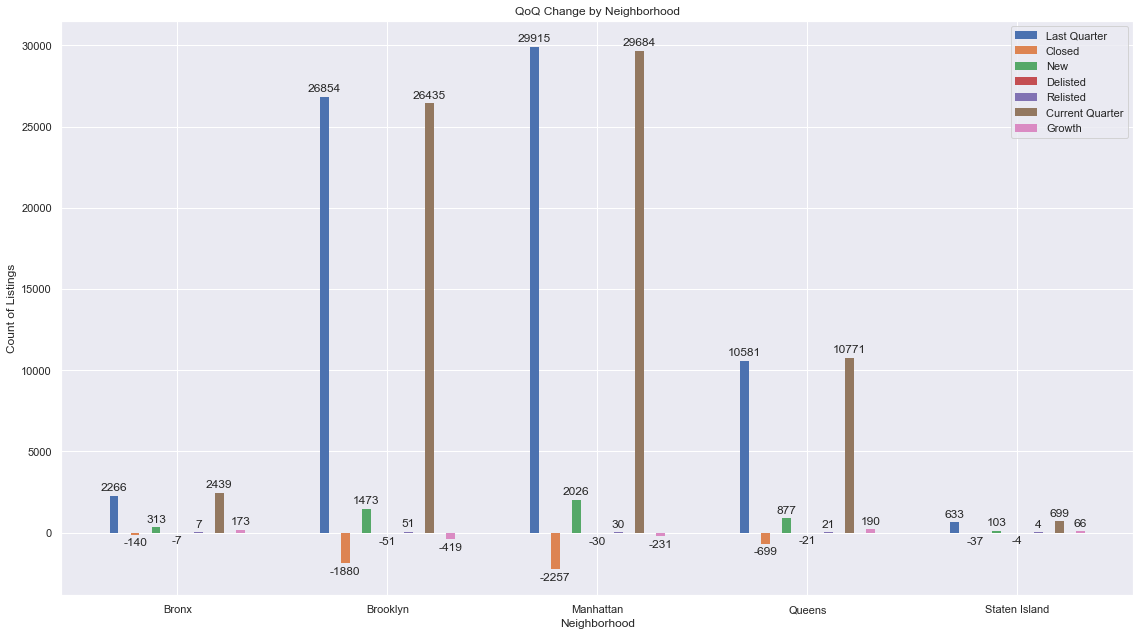 QoQ Change by Neighborhood
Last Quarter
Closed
New
Delisted
Relisted
Current Quarter
Growth
Count of Listings
30000
25000
20000
15000
10000
5000
0
2266
-140
313
-7
7
2439
173
26854
-1880
1473
-51
51
26435
-419
29915
-2257
2026
-30
30
29684
-231
10581
-699
877
-21
21
10771
190
633
-37
103
-4
4
699
66
Bronx
Brooklyn
Manhattan
Queens
Staten Island
Neighborhood